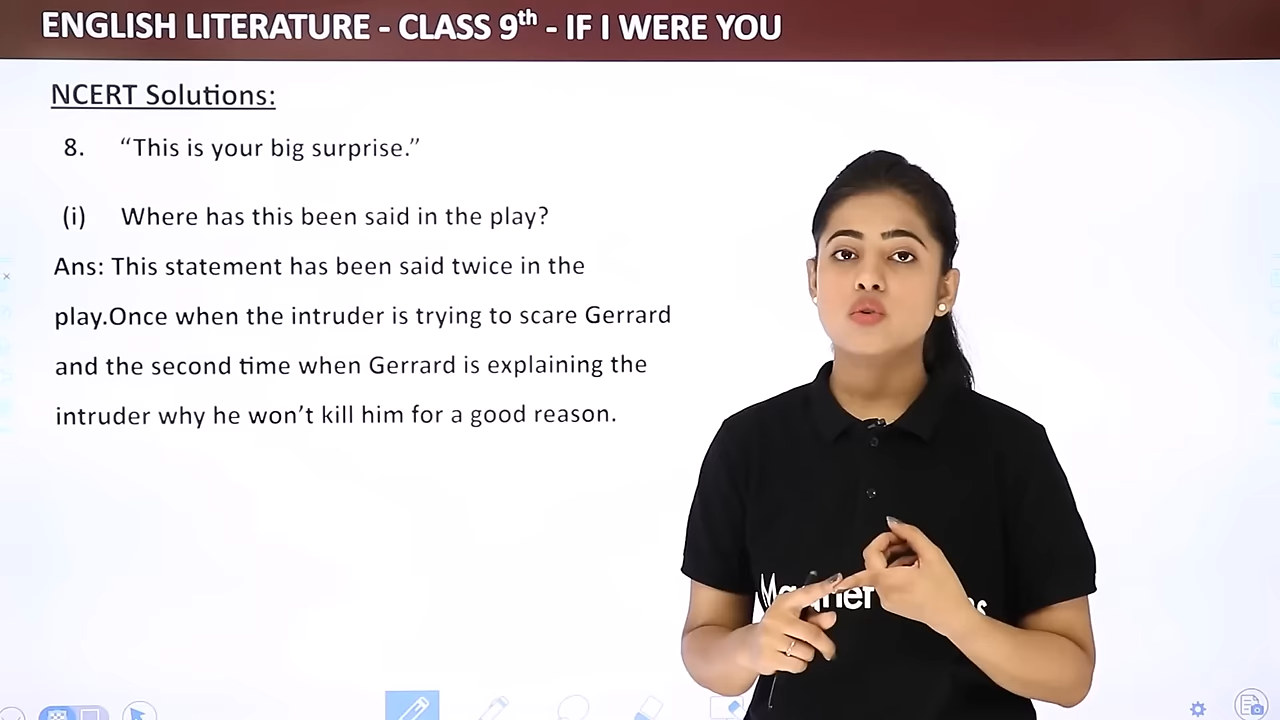 ENGLISH LITERATURE - CLASS 9th - IF I WERE YOU
NCERT Solutions:
8. “This is your big surprise.”
(i) Where has this been said in the play?
Ans: This statement has been said twice in the
play.Once when the intruder is trying to scare Gerrard
and the second time when Gerrard is explaining the
intruder why he won’t kill him for a good reason.